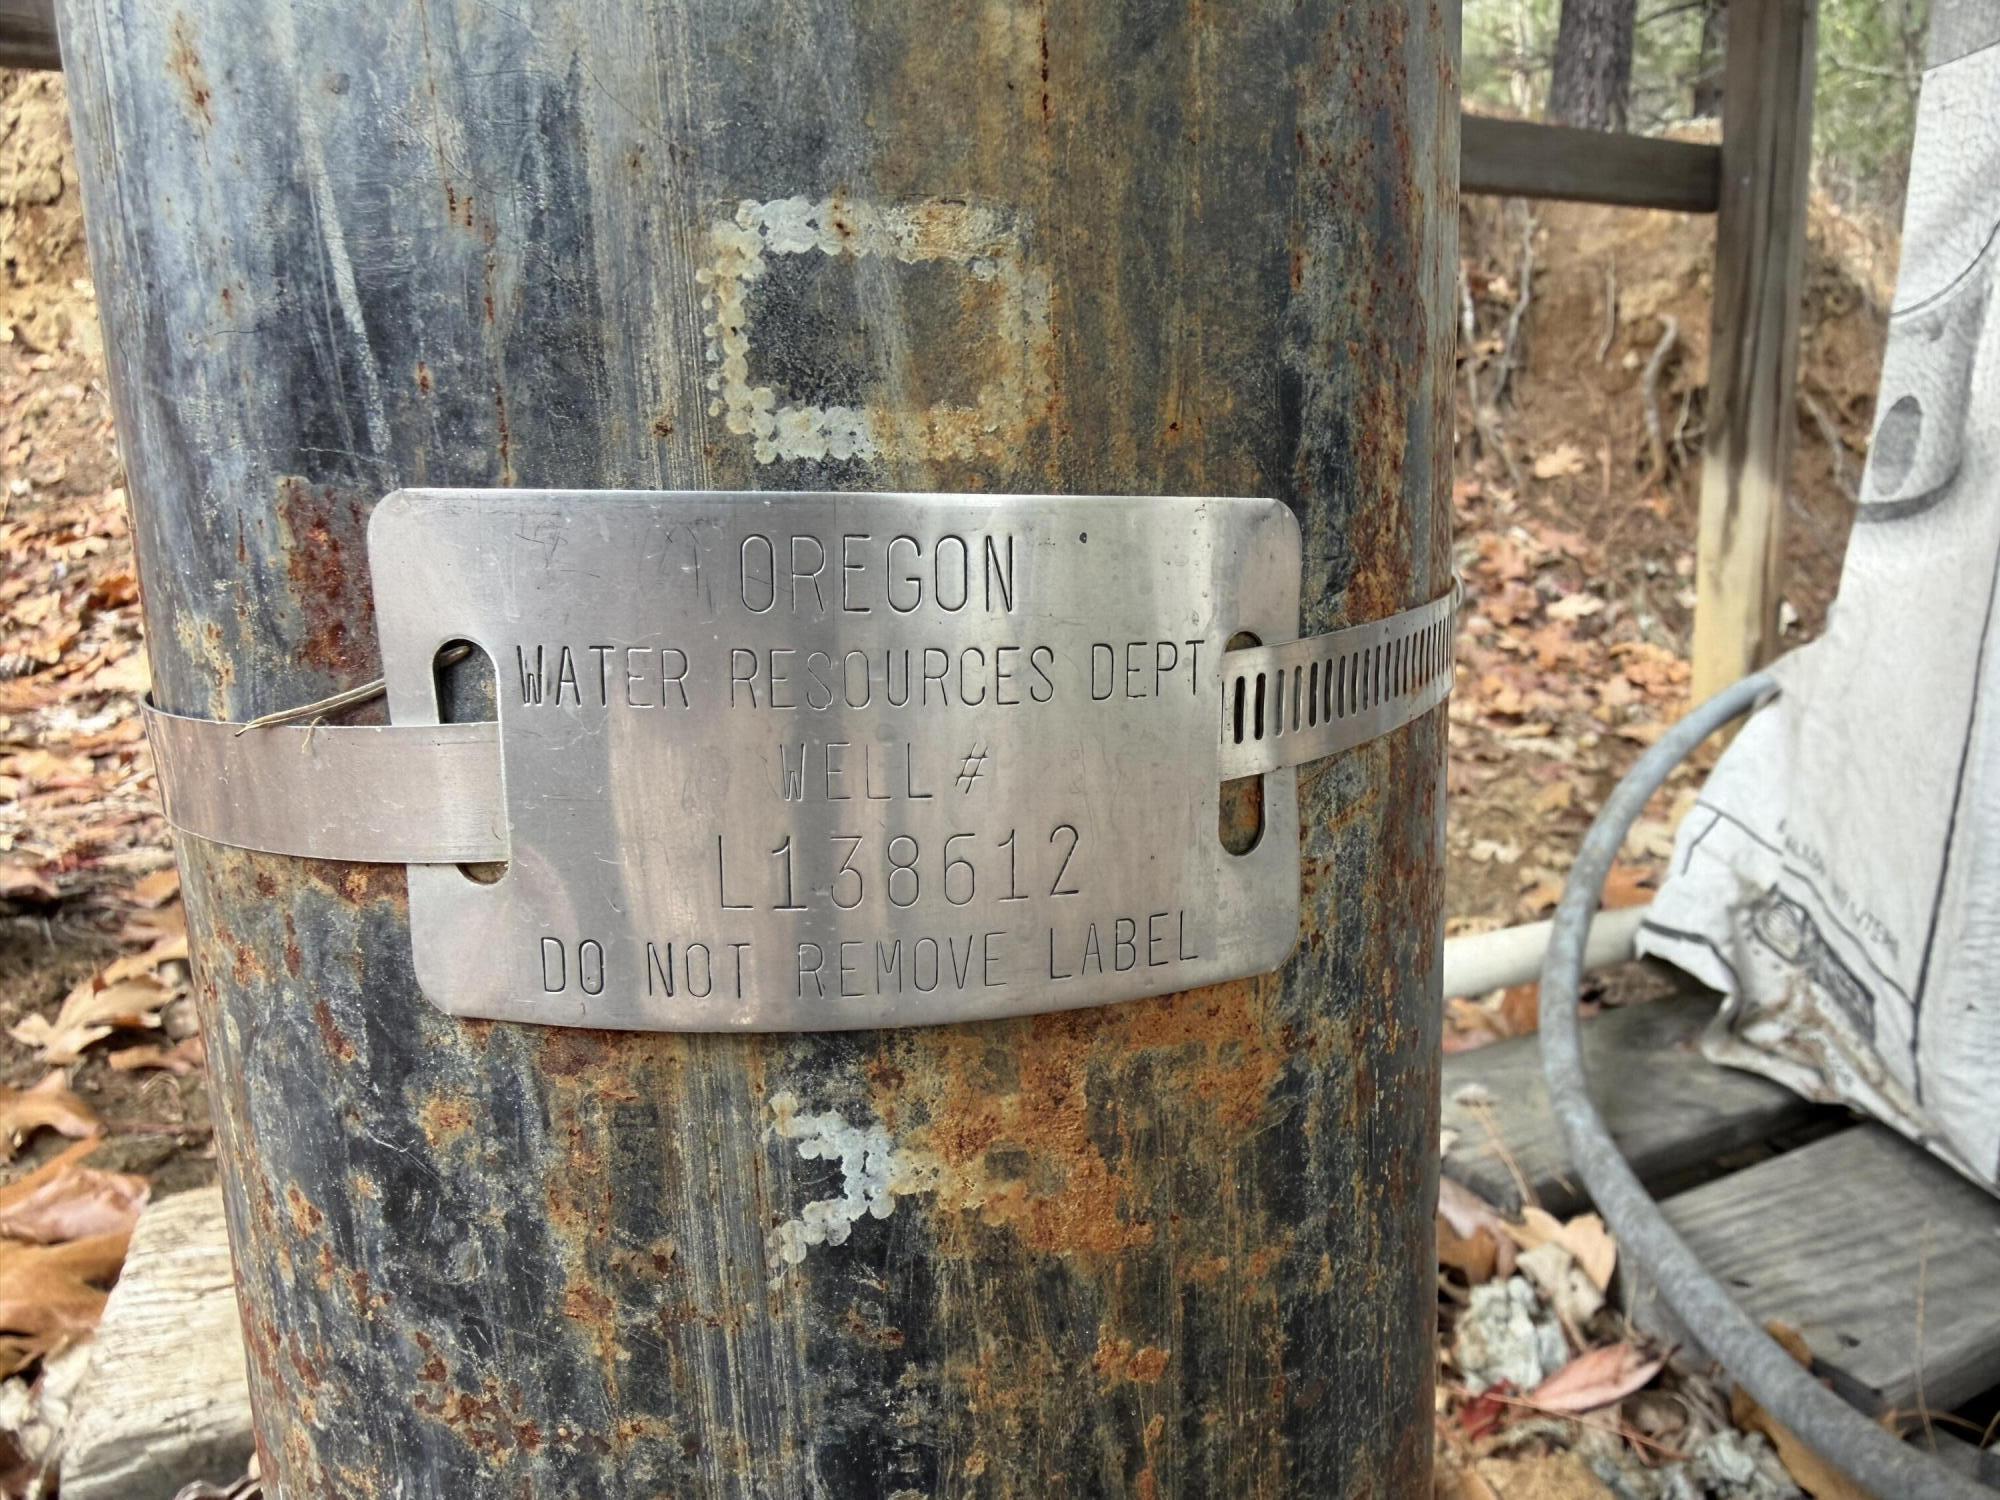 OREGON
WATER RESOURCES DEPT
WELL #
L138612
DO NOT REMOVE LABEL